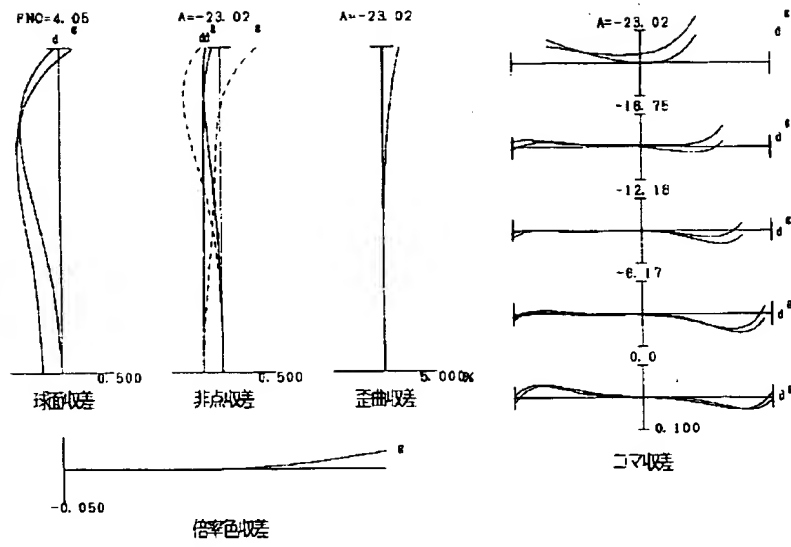 FNO=4.05
d g
0.500
球面収差
A=-23.02
dd g g
0.500
非点収差
A=-23.02
5.000%
歪曲収差
A=-23.02
d g
-16.75
d g
-12.18
d g
-6.17
d g
0.0
d g
0.100
コマ収差
g
-0.050
倍率色収差